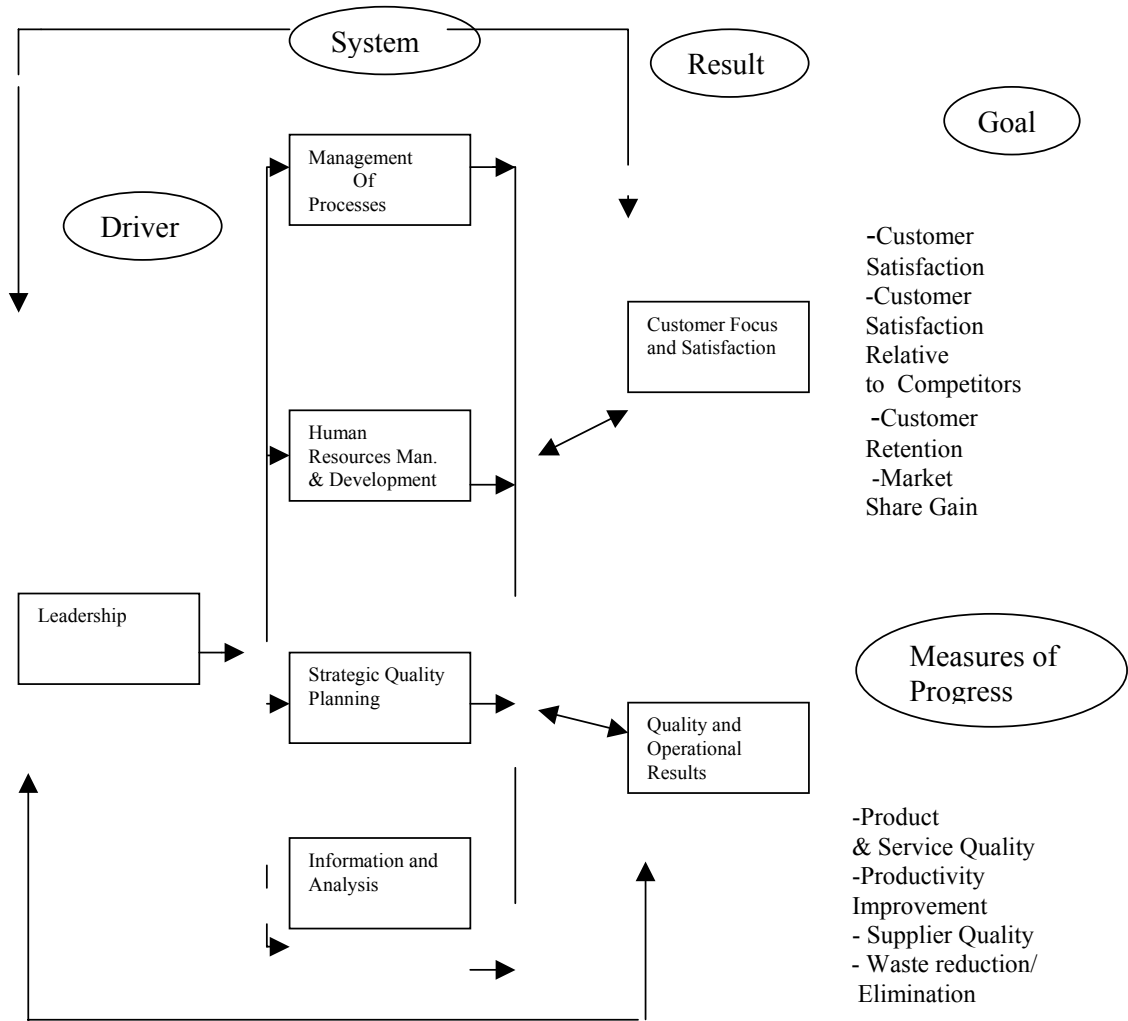 System
Result
Goal
Management
Of
Processes
Driver
-Customer
Satisfaction
-Customer
Satisfaction
Relative
to Competitors
-Customer
Retention
-Market
Share Gain
Customer Focus
and Satisfaction
Human
Resources Man.
& Development
Leadership
Measures of
Progress
Strategic Quality
Planning
Quality and
Operational
Results
-Product
& Service Quality
-Productivity
Improvement
- Supplier Quality
- Waste reduction/
Elimination
Information and
Analysis